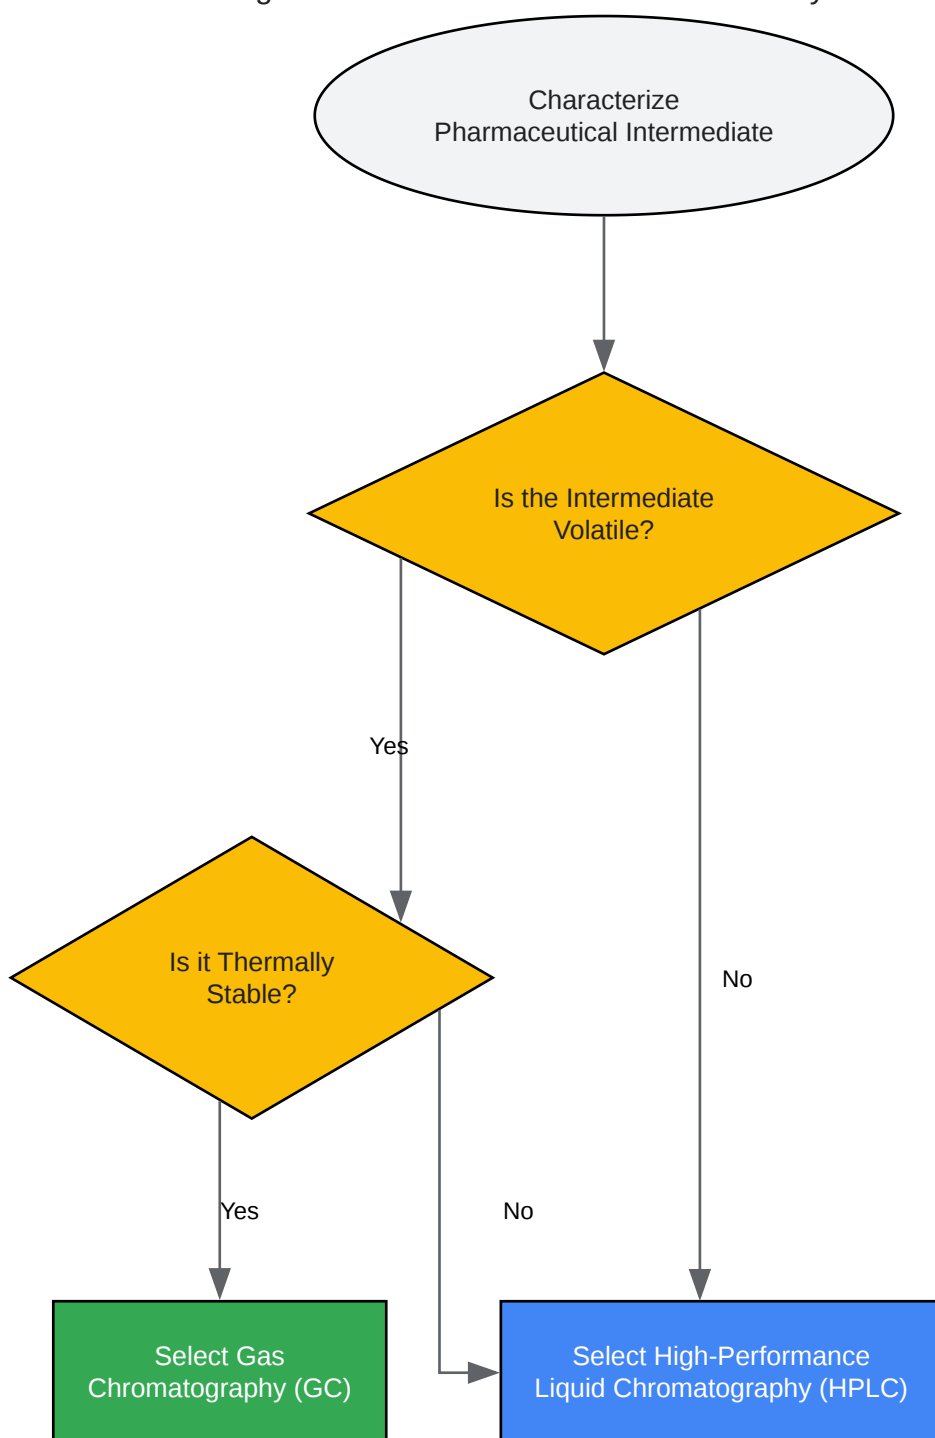 Characterize
Pharmaceutical Intermediate
Is the Intermediate
Volatile?
Yes
Is it Thermally
Stable?
No
Yes
No
Select Gas
Chromatography (GC)
Select High-Performance
Liquid Chromatography (HPLC)